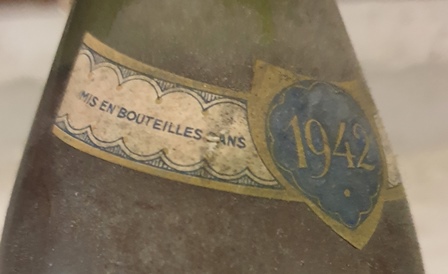 MIS EN BOUTEILLES DANS
1942